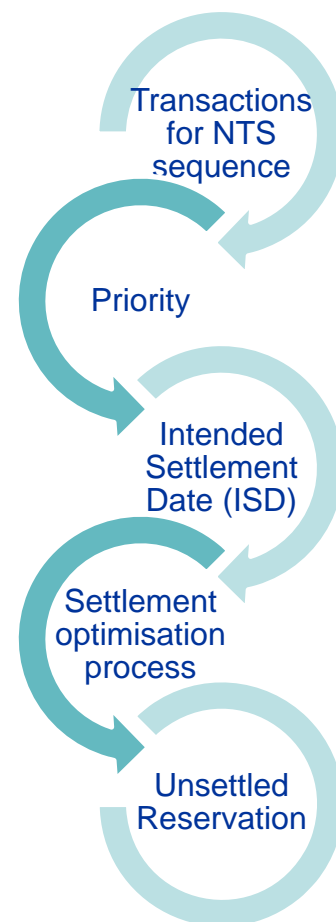 Transactions
for NTS
sequence
Priority
Intended
Settlement
Date (ISD)
Settlement
optimisation
process
Unsettled
Reservation